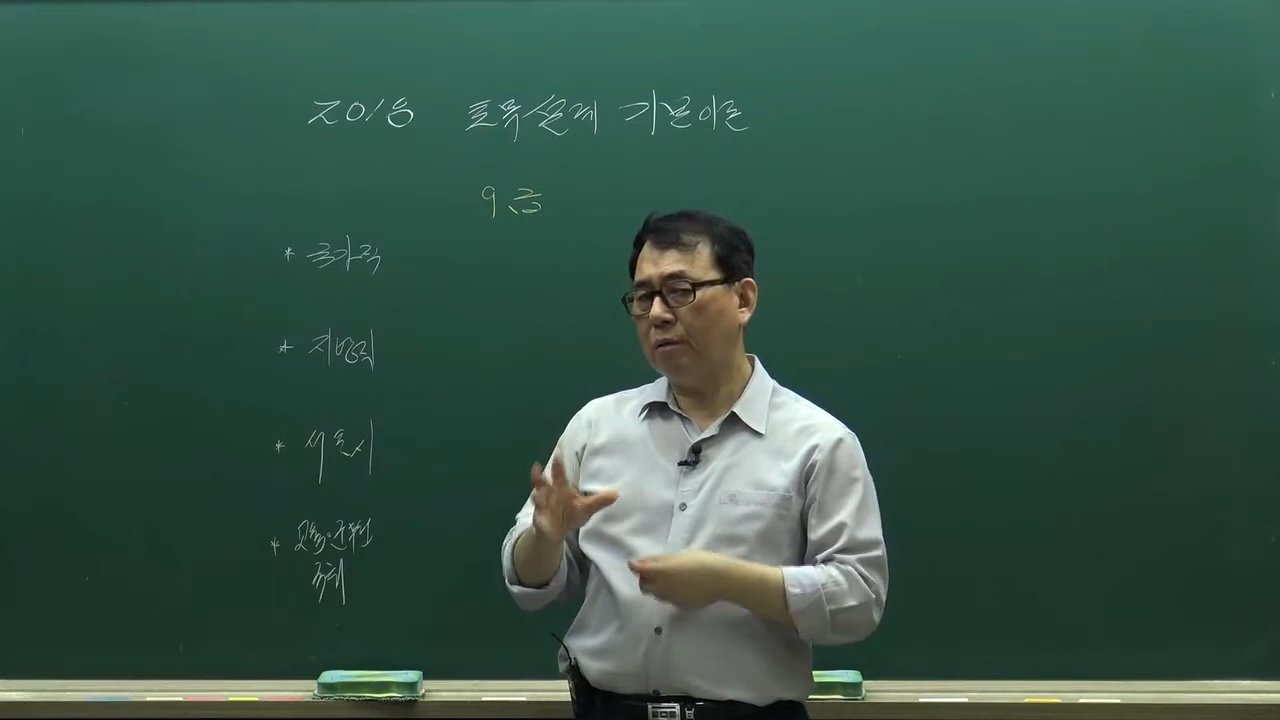 2018 토목설계 기본이론
9급
* 국가직
* 지방직
* 서울시
*